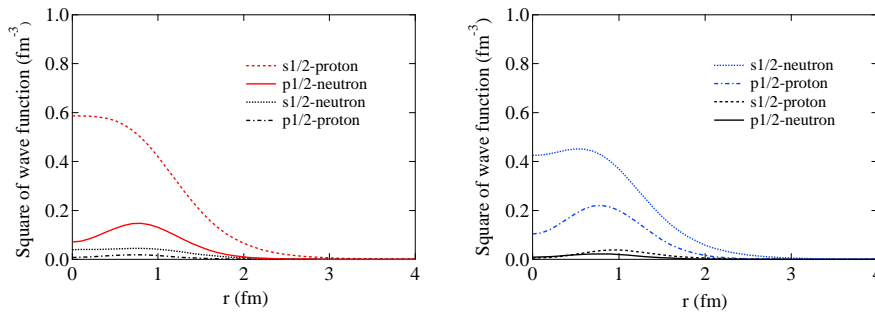 Square of wave function (fm-3)
1.0
0.8
0.6
0.4
0.2
0.0
0
1
2
3
4
r (fm)
s1/2-proton
p1/2-neutron
s1/2-neutron
p1/2-proton
Square of wave function (fm-3)
1.0
0.8
0.6
0.4
0.2
0.0
0
1
2
3
4
r (fm)
s1/2-neutron
p1/2-proton
s1/2-proton
p1/2-neutron